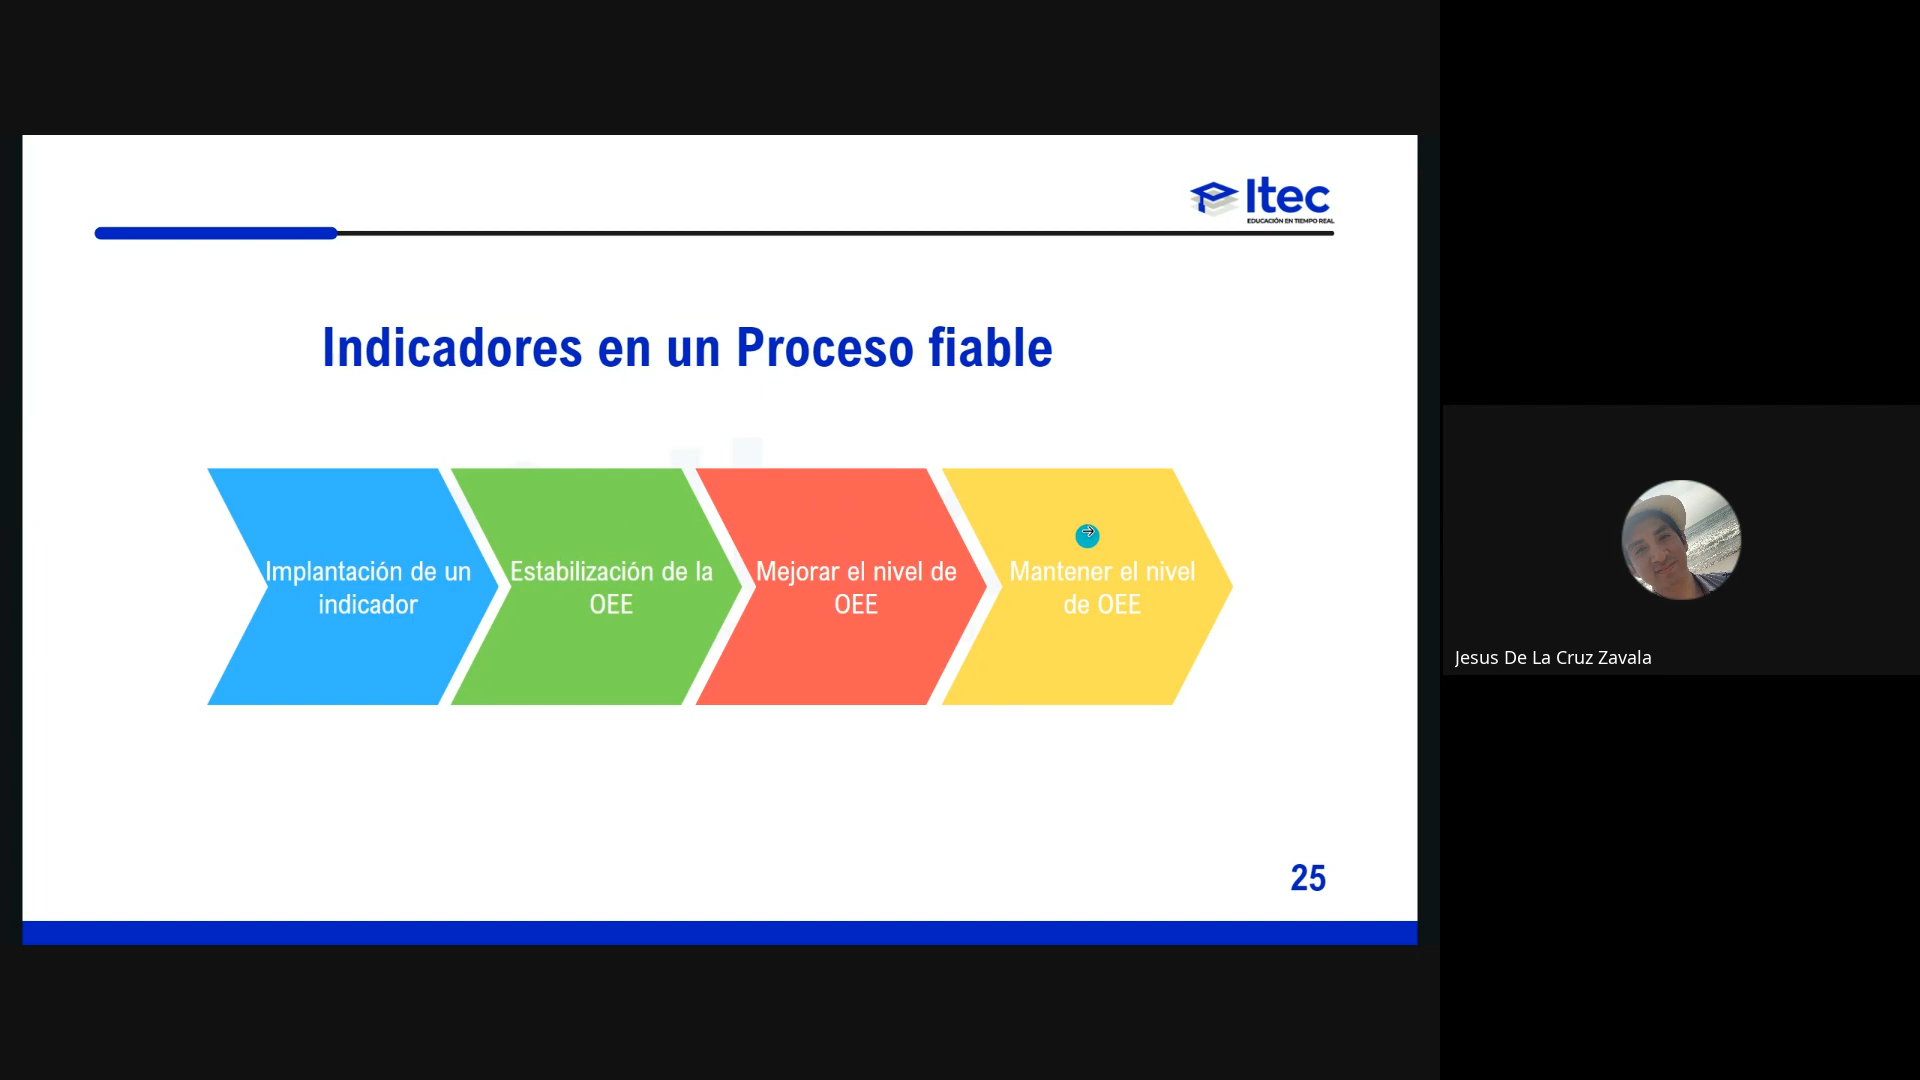 Itec
EDUCACIÓN EN TIEMPO REAL
Indicadores en un Proceso fiable
Implantación de un
indicador
Estabilización de la
OEE
Mejorar el nivel de
OEE
Mantener el nivel
de OEE
25
Jesus De La Cruz Zavala